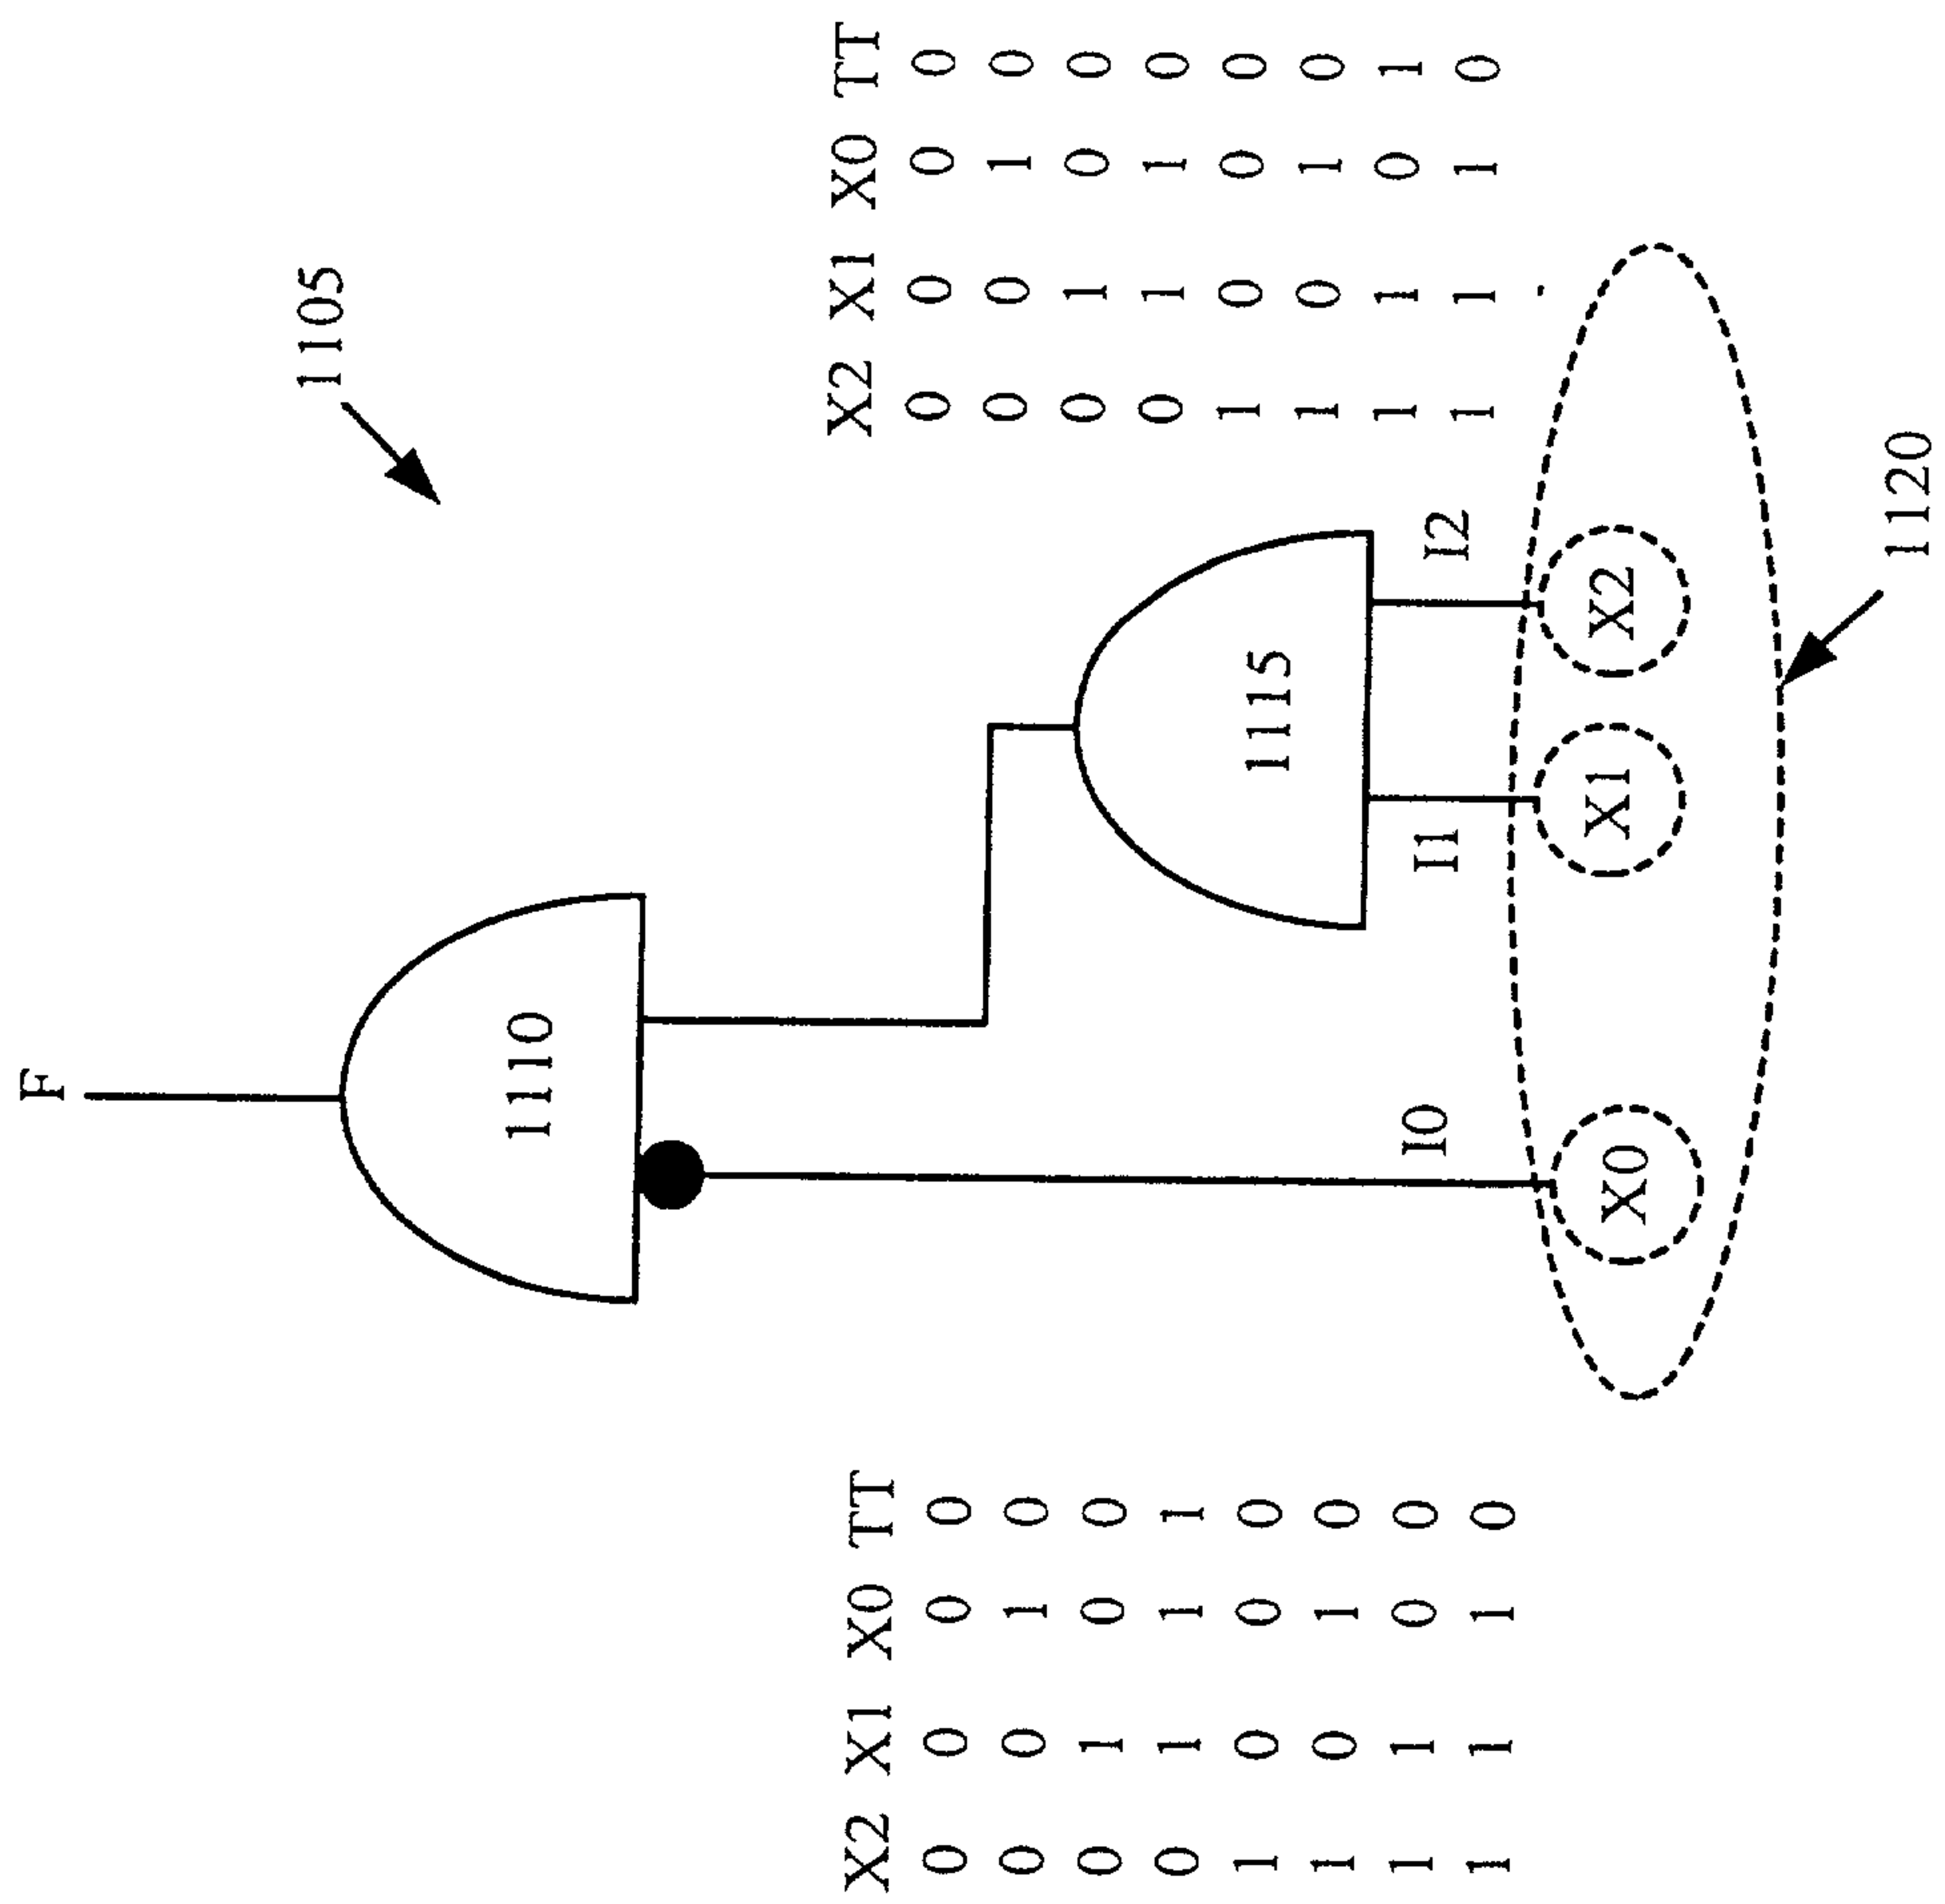 F
1105
1110
X2 X1 X0 TT
0 0 0 0
0 0 1 0
0 1 0 0
0 1 1 1
1 0 0 0
1 0 1 0
1 1 0 0
1 1 1 0
X2 X1 X0 TT
0 0 0 0
0 0 1 0
0 1 0 0
0 1 1 0
1 0 0 0
1 0 1 0
1 1 0 1
1 1 1 0
1115
I0
I1
I2
X0
X1
X2
1120